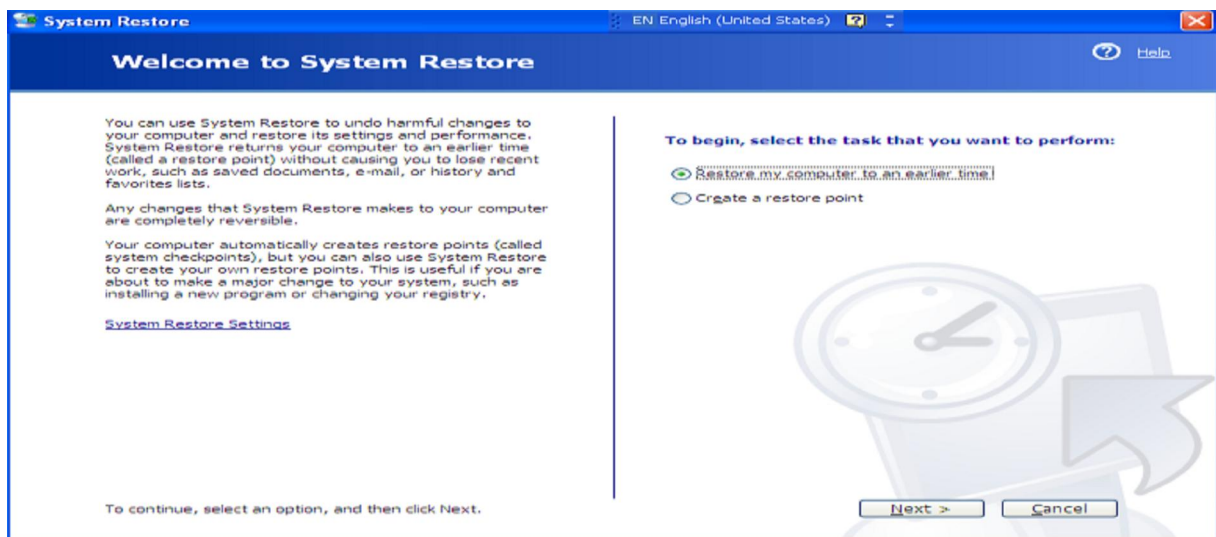 System Restore
EN English (United States)
Welcome to System Restore
Help
You can use System Restore to undo harmful changes to
your computer and restore its settings and performance.
System Restore returns your computer to an earlier time
(called a restore point) without causing you to lose recent
work, such as saved documents, e-mail, or history and
favorites lists.
Any changes that System Restore makes to your computer
are completely reversible.
Your computer automatically creates restore points (called
system checkpoints), but you can also use System Restore
to create your own restore points. This is useful if you are
about to make a major change to your system, such as
installing a new program or changing your registry.
System Restore Settings
To begin, select the task that you want to perform:
Restore my computer to an earlier time
Create a restore point
To continue, select an option, and then click Next.
Next >
Cancel